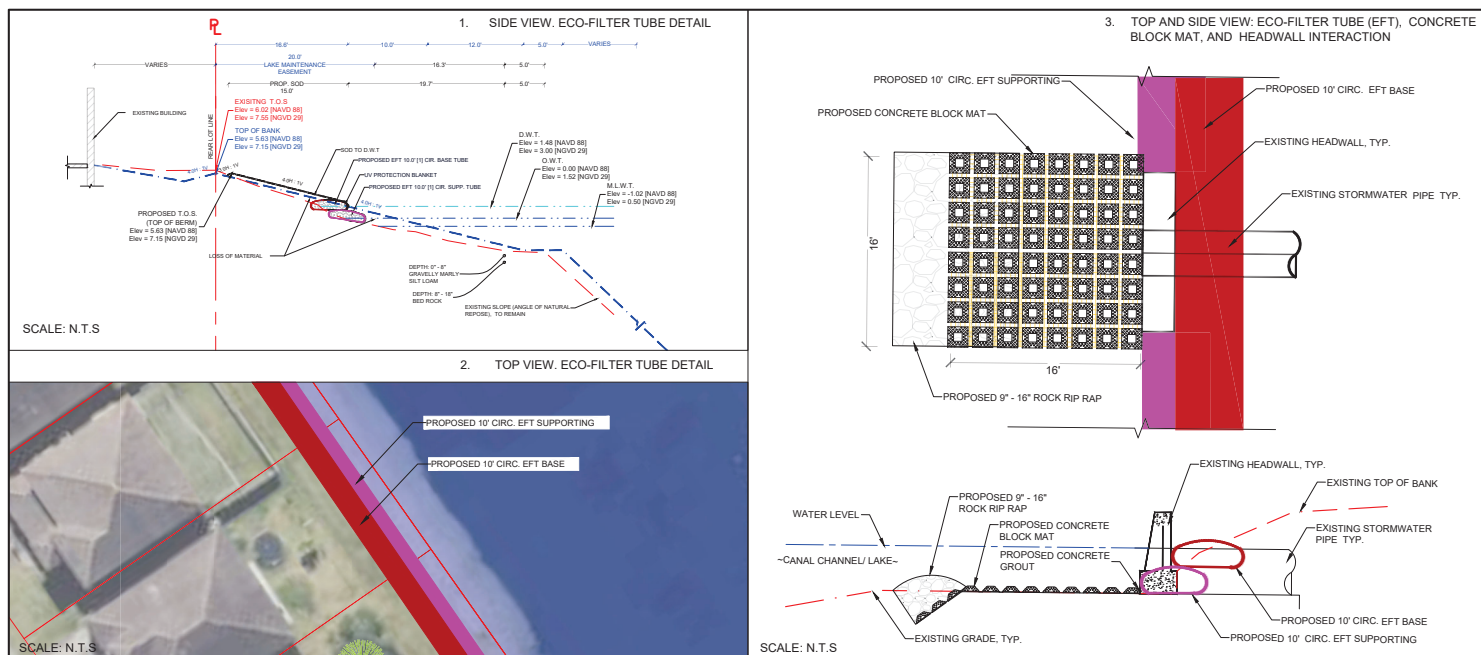 1. SIDE VIEW. ECO-FILTER TUBE DETAIL
PL
16.6'
10.0'
12.0'
5.0'
VARIES
VARIES
20.0'
LAKE MAINTENANCE
EASEMENT
16.3'
5.0'
PROP. SOD
15.0'
19.7'
5.0'
EXISITNG T.O.S
Elev = 6.02 [NAVD 88]
Elev = 7.55 [NGVD 29]
TOP OF BANK
Elev = 5.63 [NAVD 88]
Elev = 7.15 [NGVD 29]
EXISTING BUILDING
REAR LOT LINE
SOD TO D.W.T
PROPOSED EFT 10.0' [1] CIR. BASE TUBE
UV PROTECTION BLANKET
PROPOSED EFT 10.0' [1] CIR. SUPP. TUBE
D.W.T.
Elev = 1.48 [NAVD 88]
Elev = 3.00 [NGVD 29]
O.W.T.
Elev = 0.00 [NAVD 88]
Elev = 1.52 [NGVD 29]
M.L.W.T.
Elev = -1.02 [NAVD 88]
Elev = 0.50 [NGVD 29]
4.0H : 1V
4.0H : 1V
PROPOSED T.O.S.
(TOP OF BERM)
Elev = 5.63 [NAVD 88]
Elev = 7.15 [NGVD 29]
LOSS OF MATERIAL
DEPTH: 0" - 8"
GRAVELLY MARLY
SILT LOAM
DEPTH: 8" - 18"
BED ROCK
EXISTING SLOPE (ANGLE OF NATURAL
REPOSE), TO REMAIN
SCALE: N.T.S
2. TOP VIEW. ECO-FILTER TUBE DETAIL
PROPOSED 10' CIRC. EFT SUPPORTING
PROPOSED 10' CIRC. EFT BASE
SCALE: N.T.S
3. TOP AND SIDE VIEW: ECO-FILTER TUBE (EFT), CONCRETE
BLOCK MAT, AND HEADWALL INTERACTION
PROPOSED 10' CIRC. EFT SUPPORTING
PROPOSED 10' CIRC. EFT BASE
PROPOSED CONCRETE BLOCK MAT
EXISTING HEADWALL, TYP.
EXISTING STORMWATER PIPE TYP.
16'
16'
PROPOSED 9" - 16" ROCK RIP RAP
EXISTING HEADWALL, TYP.
EXISTING TOP OF BANK
PROPOSED 9" - 16"
ROCK RIP RAP
WATER LEVEL
PROPOSED CONCRETE
BLOCK MAT
EXISTING STORMWATER
PIPE TYP.
~CANAL CHANNEL/ LAKE~
PROPOSED CONCRETE
GROUT
PROPOSED 10' CIRC. EFT BASE
EXISTING GRADE, TYP.
PROPOSED 10' CIRC. EFT SUPPORTING
SCALE: N.T.S